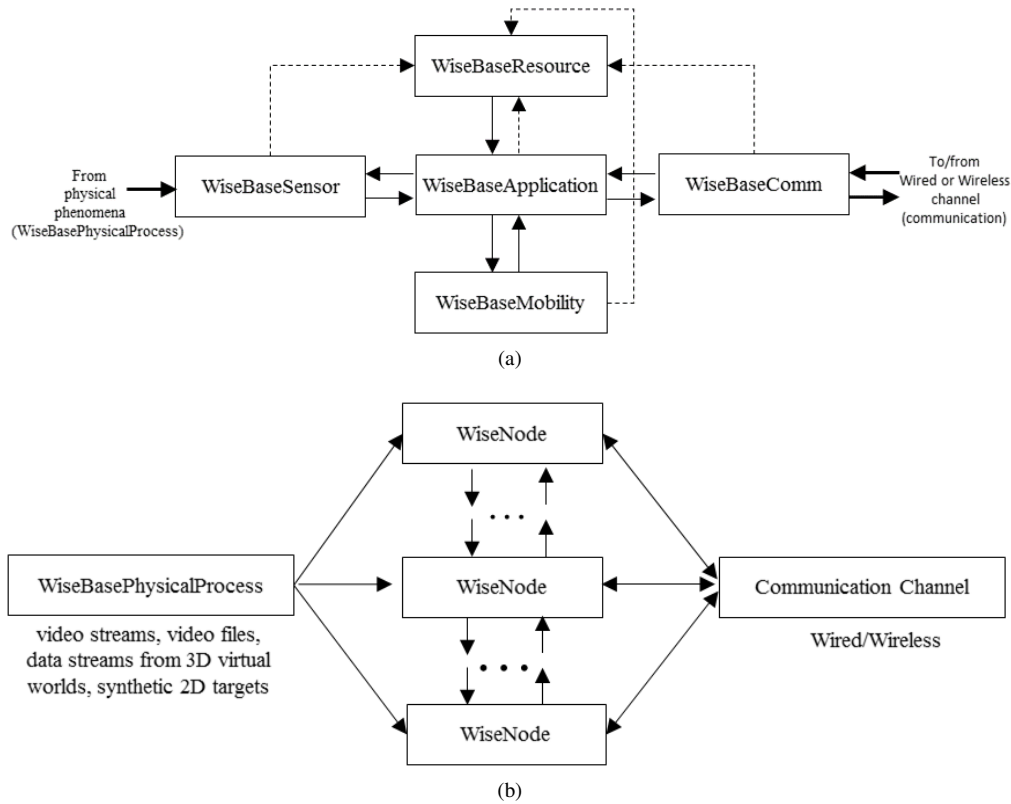 WiseBaseResource
From
physical
phenomena
(WiseBasePhysicalProcess)
WiseBaseSensor
WiseBaseApplication
WiseBaseComm
To/from
Wired or Wireless
channel
(communication)
WiseBaseMobility
(a)
WiseNode
...
WiseBasePhysicalProcess
WiseNode
Communication Channel
video streams, video files,
data streams from 3D virtual
worlds, synthetic 2D targets
Wired/Wireless
....
WiseNode
(b)